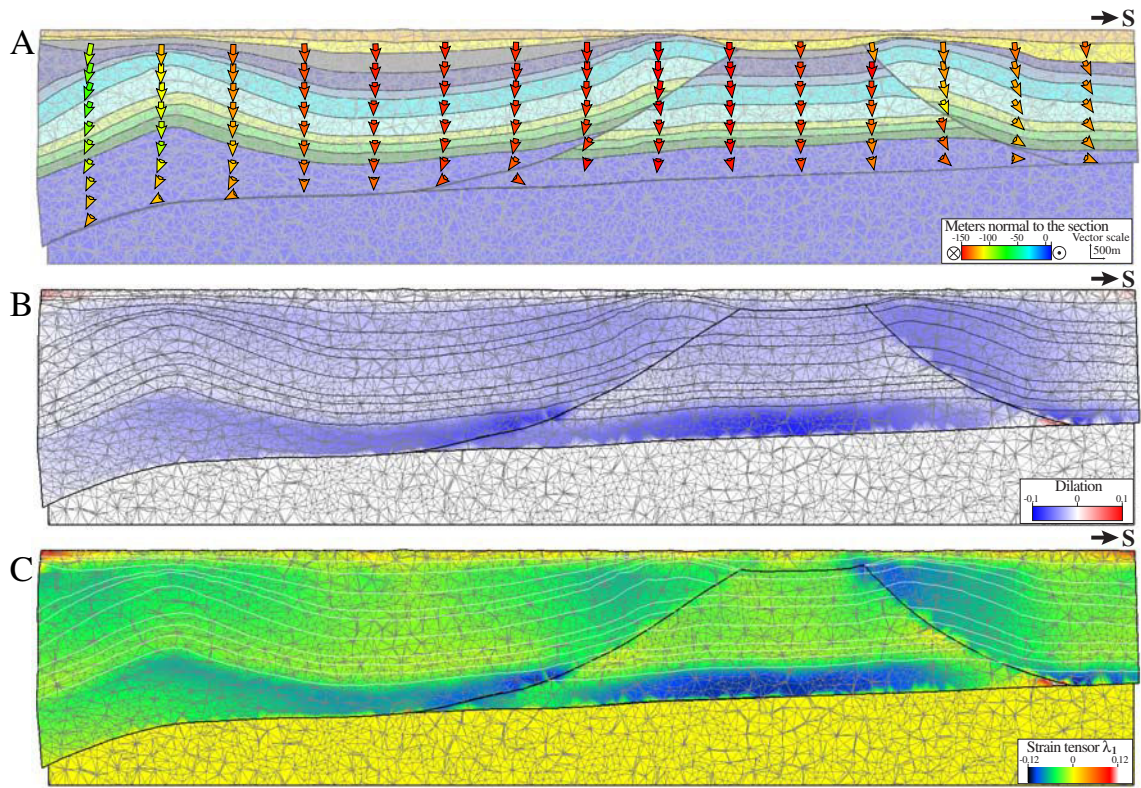 S
A
Meters normal to the section
-150 -100 -50 0
Vector scale
500m
S
B
Dilation
-0.1 0 0.1
S
C
Strain tensor λ1
-0.12 0 0.12